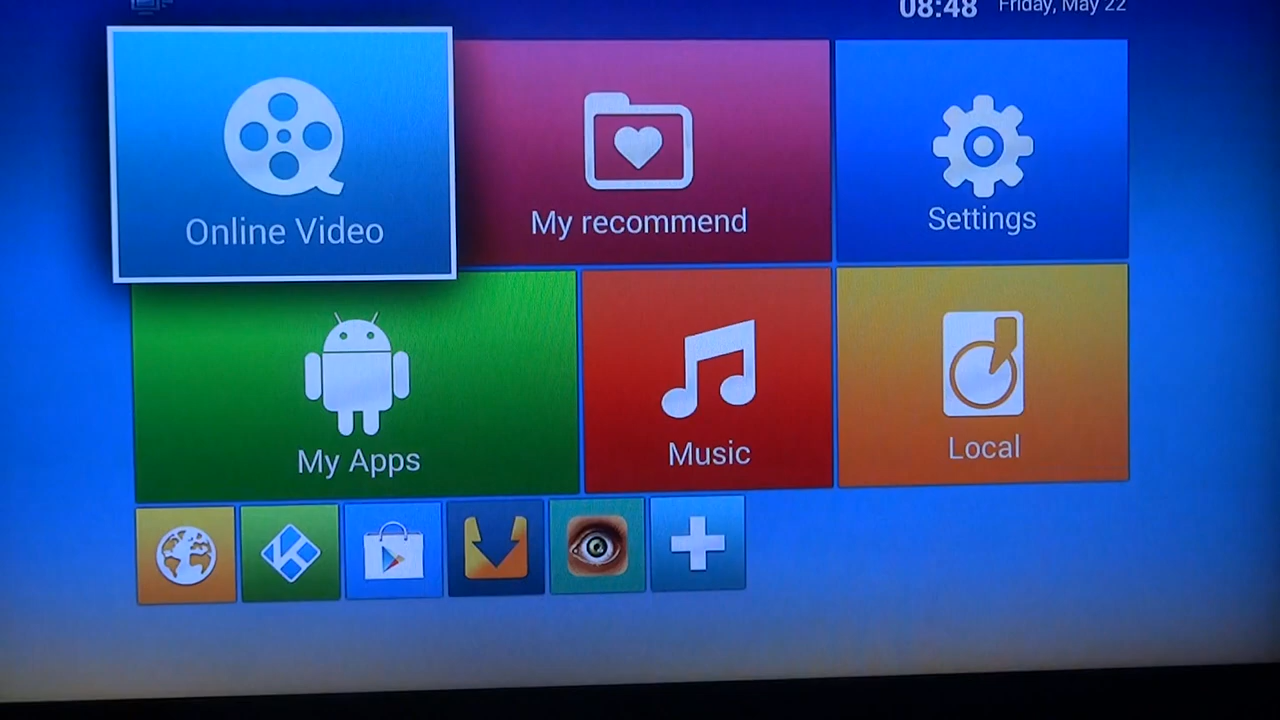 08:48 Friday, May 22
Online Video
My recommend
Settings
My Apps
Music
Local